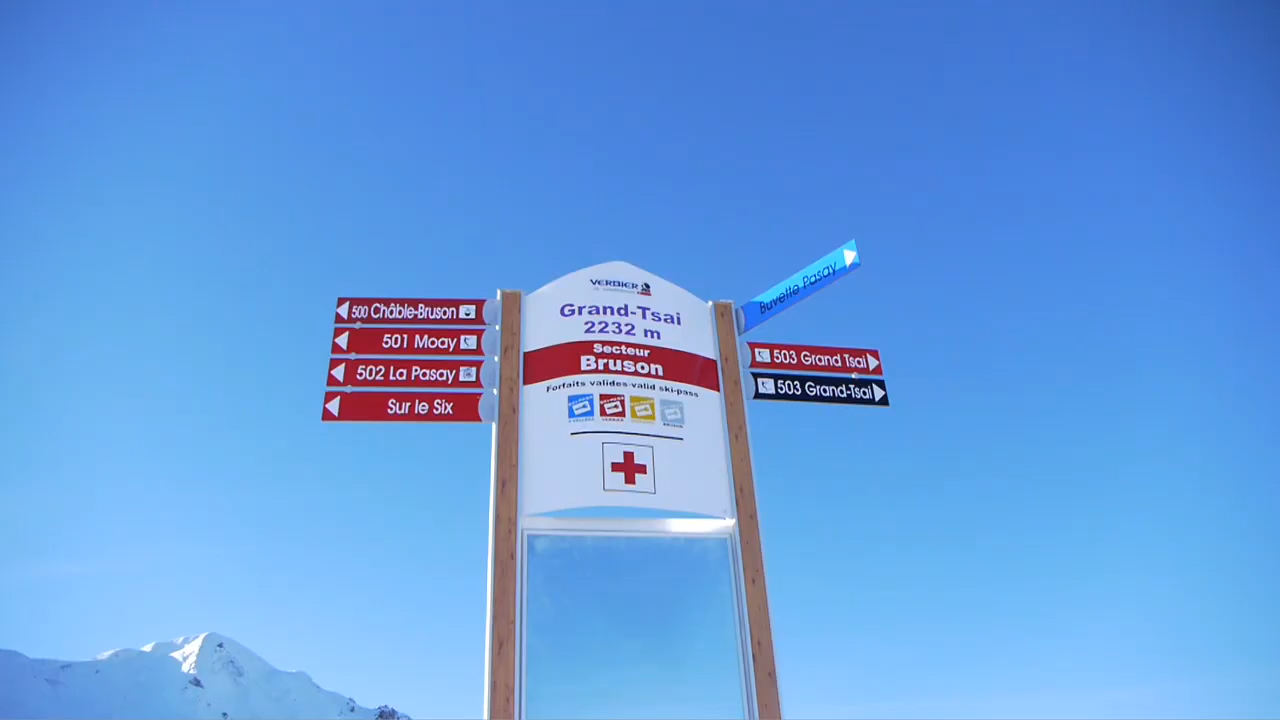 VERBIER
Grand-Tsai
2232 m
Secteur
Bruson
Forfaits valides-valid ski-pass
500 Châble-Bruson
501 Moay
502 La Pasay
Sur le Six
Buvette Pasay
503 Grand Tsai
503 Grand-Tsai